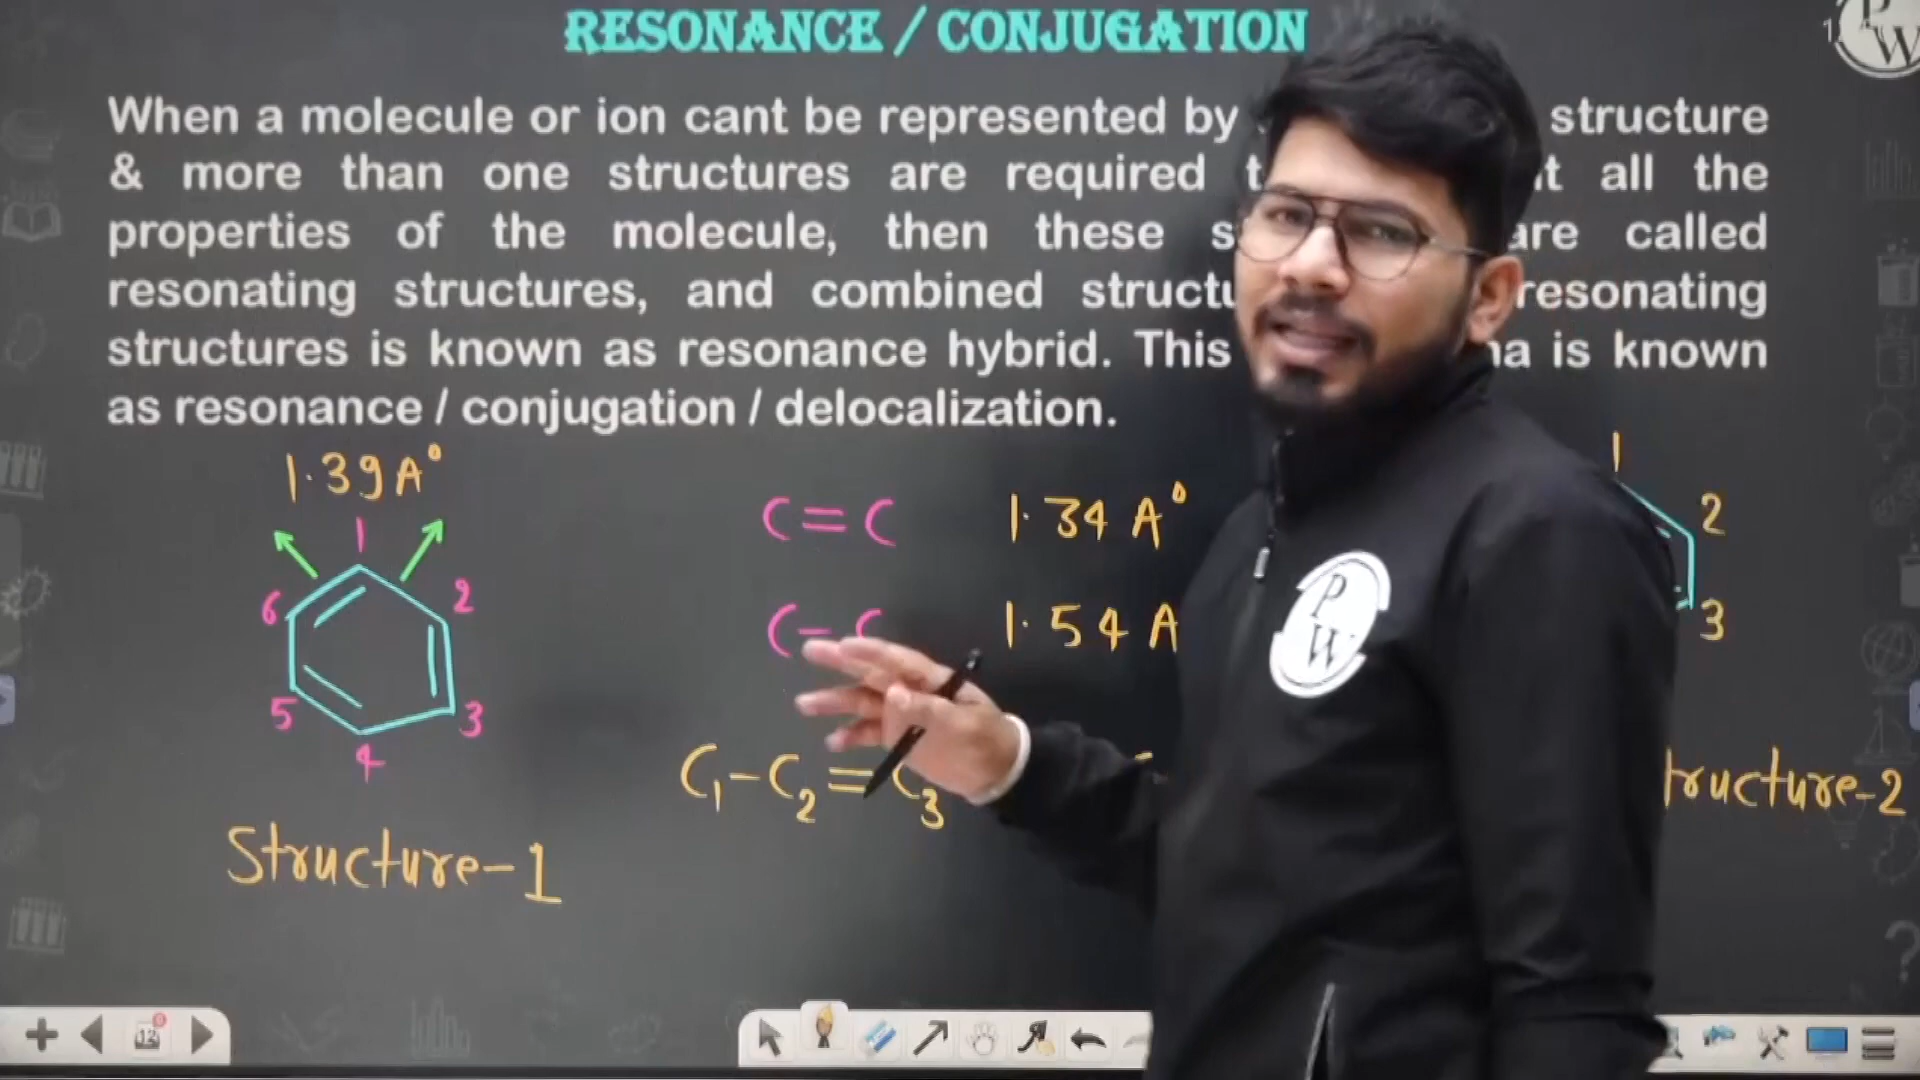 RESONANCE / CONJUGATION
When a molecule or ion cant be represented by structure
& more than one structures are required all the
properties of the molecule, then these are called
resonating structures, and combined resonating
structures is known as resonance hybrid. This is known
as resonance / conjugation / delocalization.
1.39 A°
1
2
3
4
5
6
Structure-1
C=C 1.34 A°
C-C 1.54 A
C1-C2=C3
1
2
3
tructure-2
P
W
PW
12